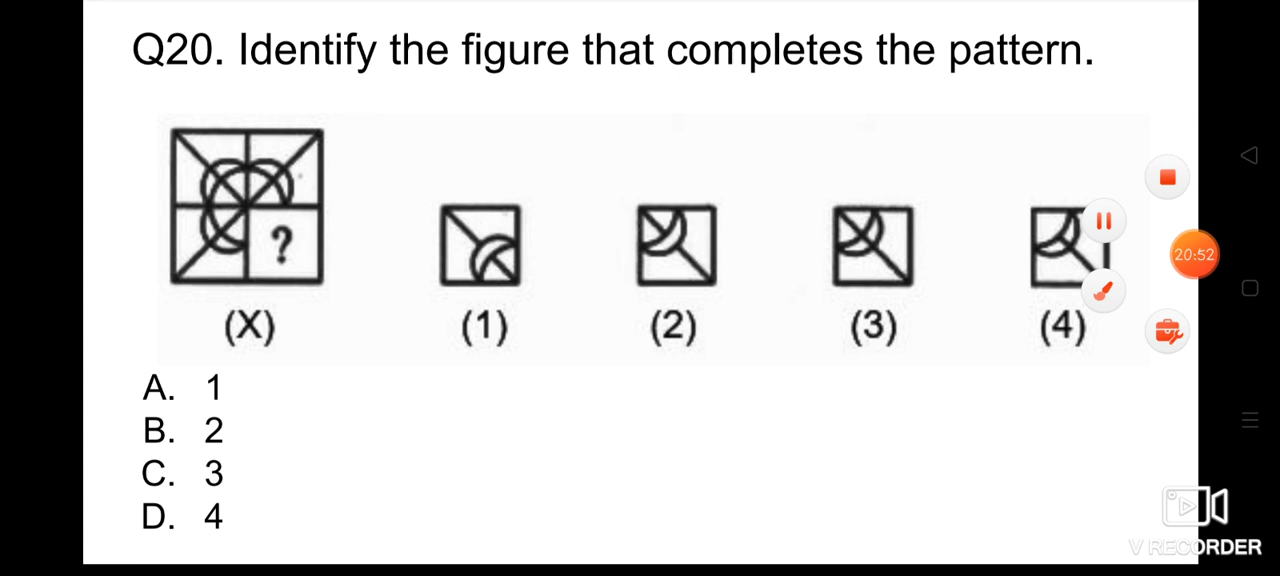 Q20. Identify the figure that completes the pattern.
?
(X) (1) (2) (3) (4)
20:52
A. 1
B. 2
C. 3
D. 4
V RECORDER